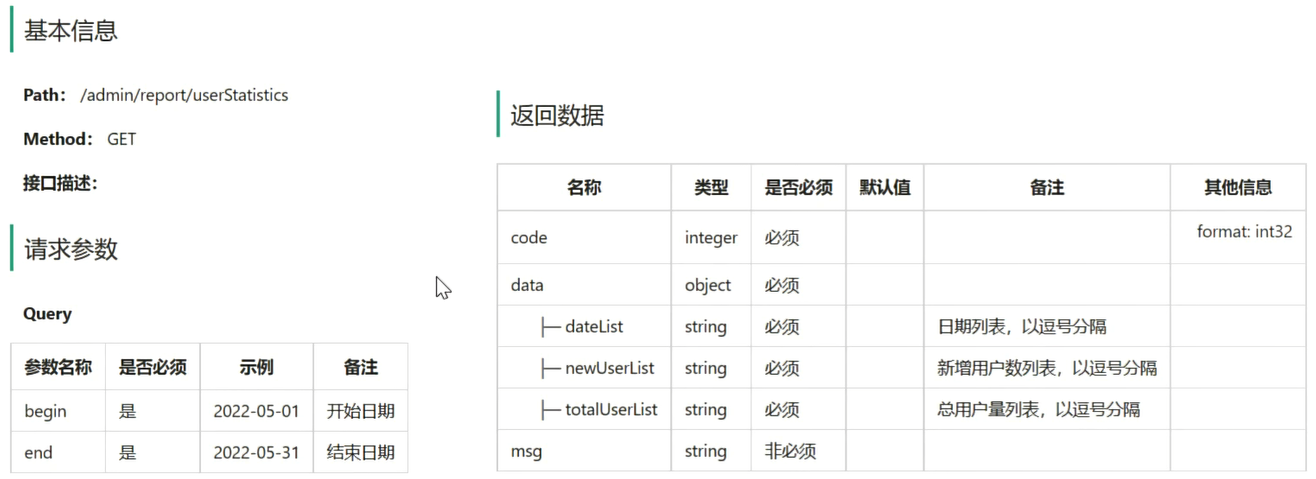 基本信息
Path： /admin/report/userStatistics
Method： GET
接口描述：
请求参数
Query
参数名称 是否必须 示例 备注
begin 是 2022-05-01 开始日期
end 是 2022-05-31 结束日期
返回数据
名称 类型 是否必须 默认值 备注 其他信息
code integer 必须 format: int32
data object 必须
├─ dateList string 必须 日期列表，以逗号分隔
├─ newUserList string 必须 新增用户数列表，以逗号分隔
├─ totalUserList string 必须 总用户量列表，以逗号分隔
msg string 非必须